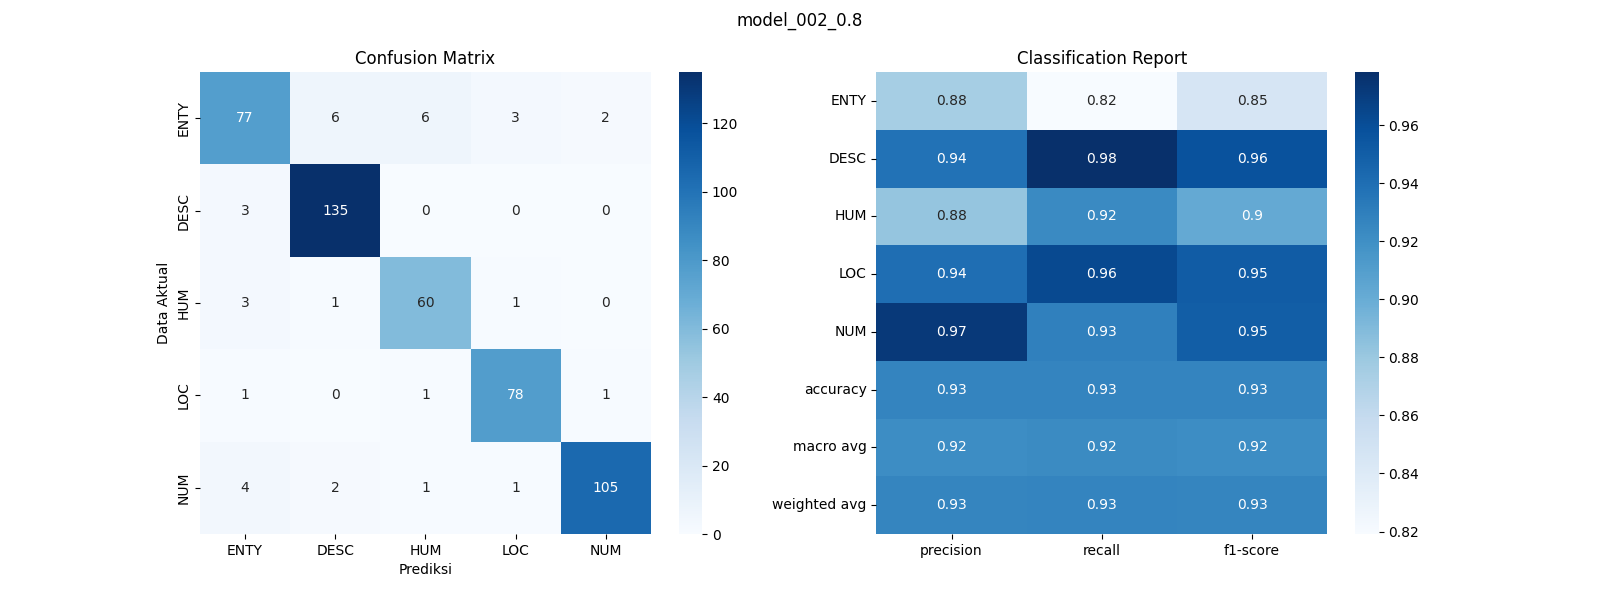 model_002_0.8
Confusion Matrix
Data Aktual
ENTY 77 6 6 3 2
DESC 3 135 0 0 0
HUM 3 1 60 1 0
LOC 1 0 1 78 1
NUM 4 2 1 1 105
ENTY DESC HUM LOC NUM
Prediksi
120
100
80
60
40
20
0
Classification Report
ENTY 0.88 0.82 0.85
DESC 0.94 0.98 0.96
HUM 0.88 0.92 0.9
LOC 0.94 0.96 0.95
NUM 0.97 0.93 0.95
accuracy 0.93 0.93 0.93
macro avg 0.92 0.92 0.92
weighted avg 0.93 0.93 0.93
precision recall f1-score
0.96
0.94
0.92
0.90
0.88
0.86
0.84
0.82